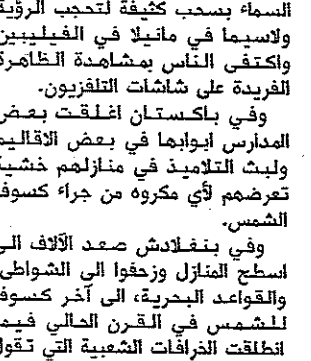 السماء بسحب كثيفة لتحجب الرؤية
ولاسيما في مانيلا في الفيليبين
واكتفى الناس بمشاهدة الظاهرة
الفريدة على شاشات التلفزيون.
وفي باكستان اغلقت بعض
المدارس ابوابها في بعض الاقاليم
ولبث التلاميذ في منازلهم خشية
تعرضهم لأي مكروه من جراء كسوف
الشمس.
وفي بنغلادش صعد الآلاف الى
اسطح المنازل وزحفوا الى الشواطئ
والقواعد البحرية، الى آخر كسوف
للشمس في القرن الحالي فيما
انطلقت الخرافات الشعبية التي تقول